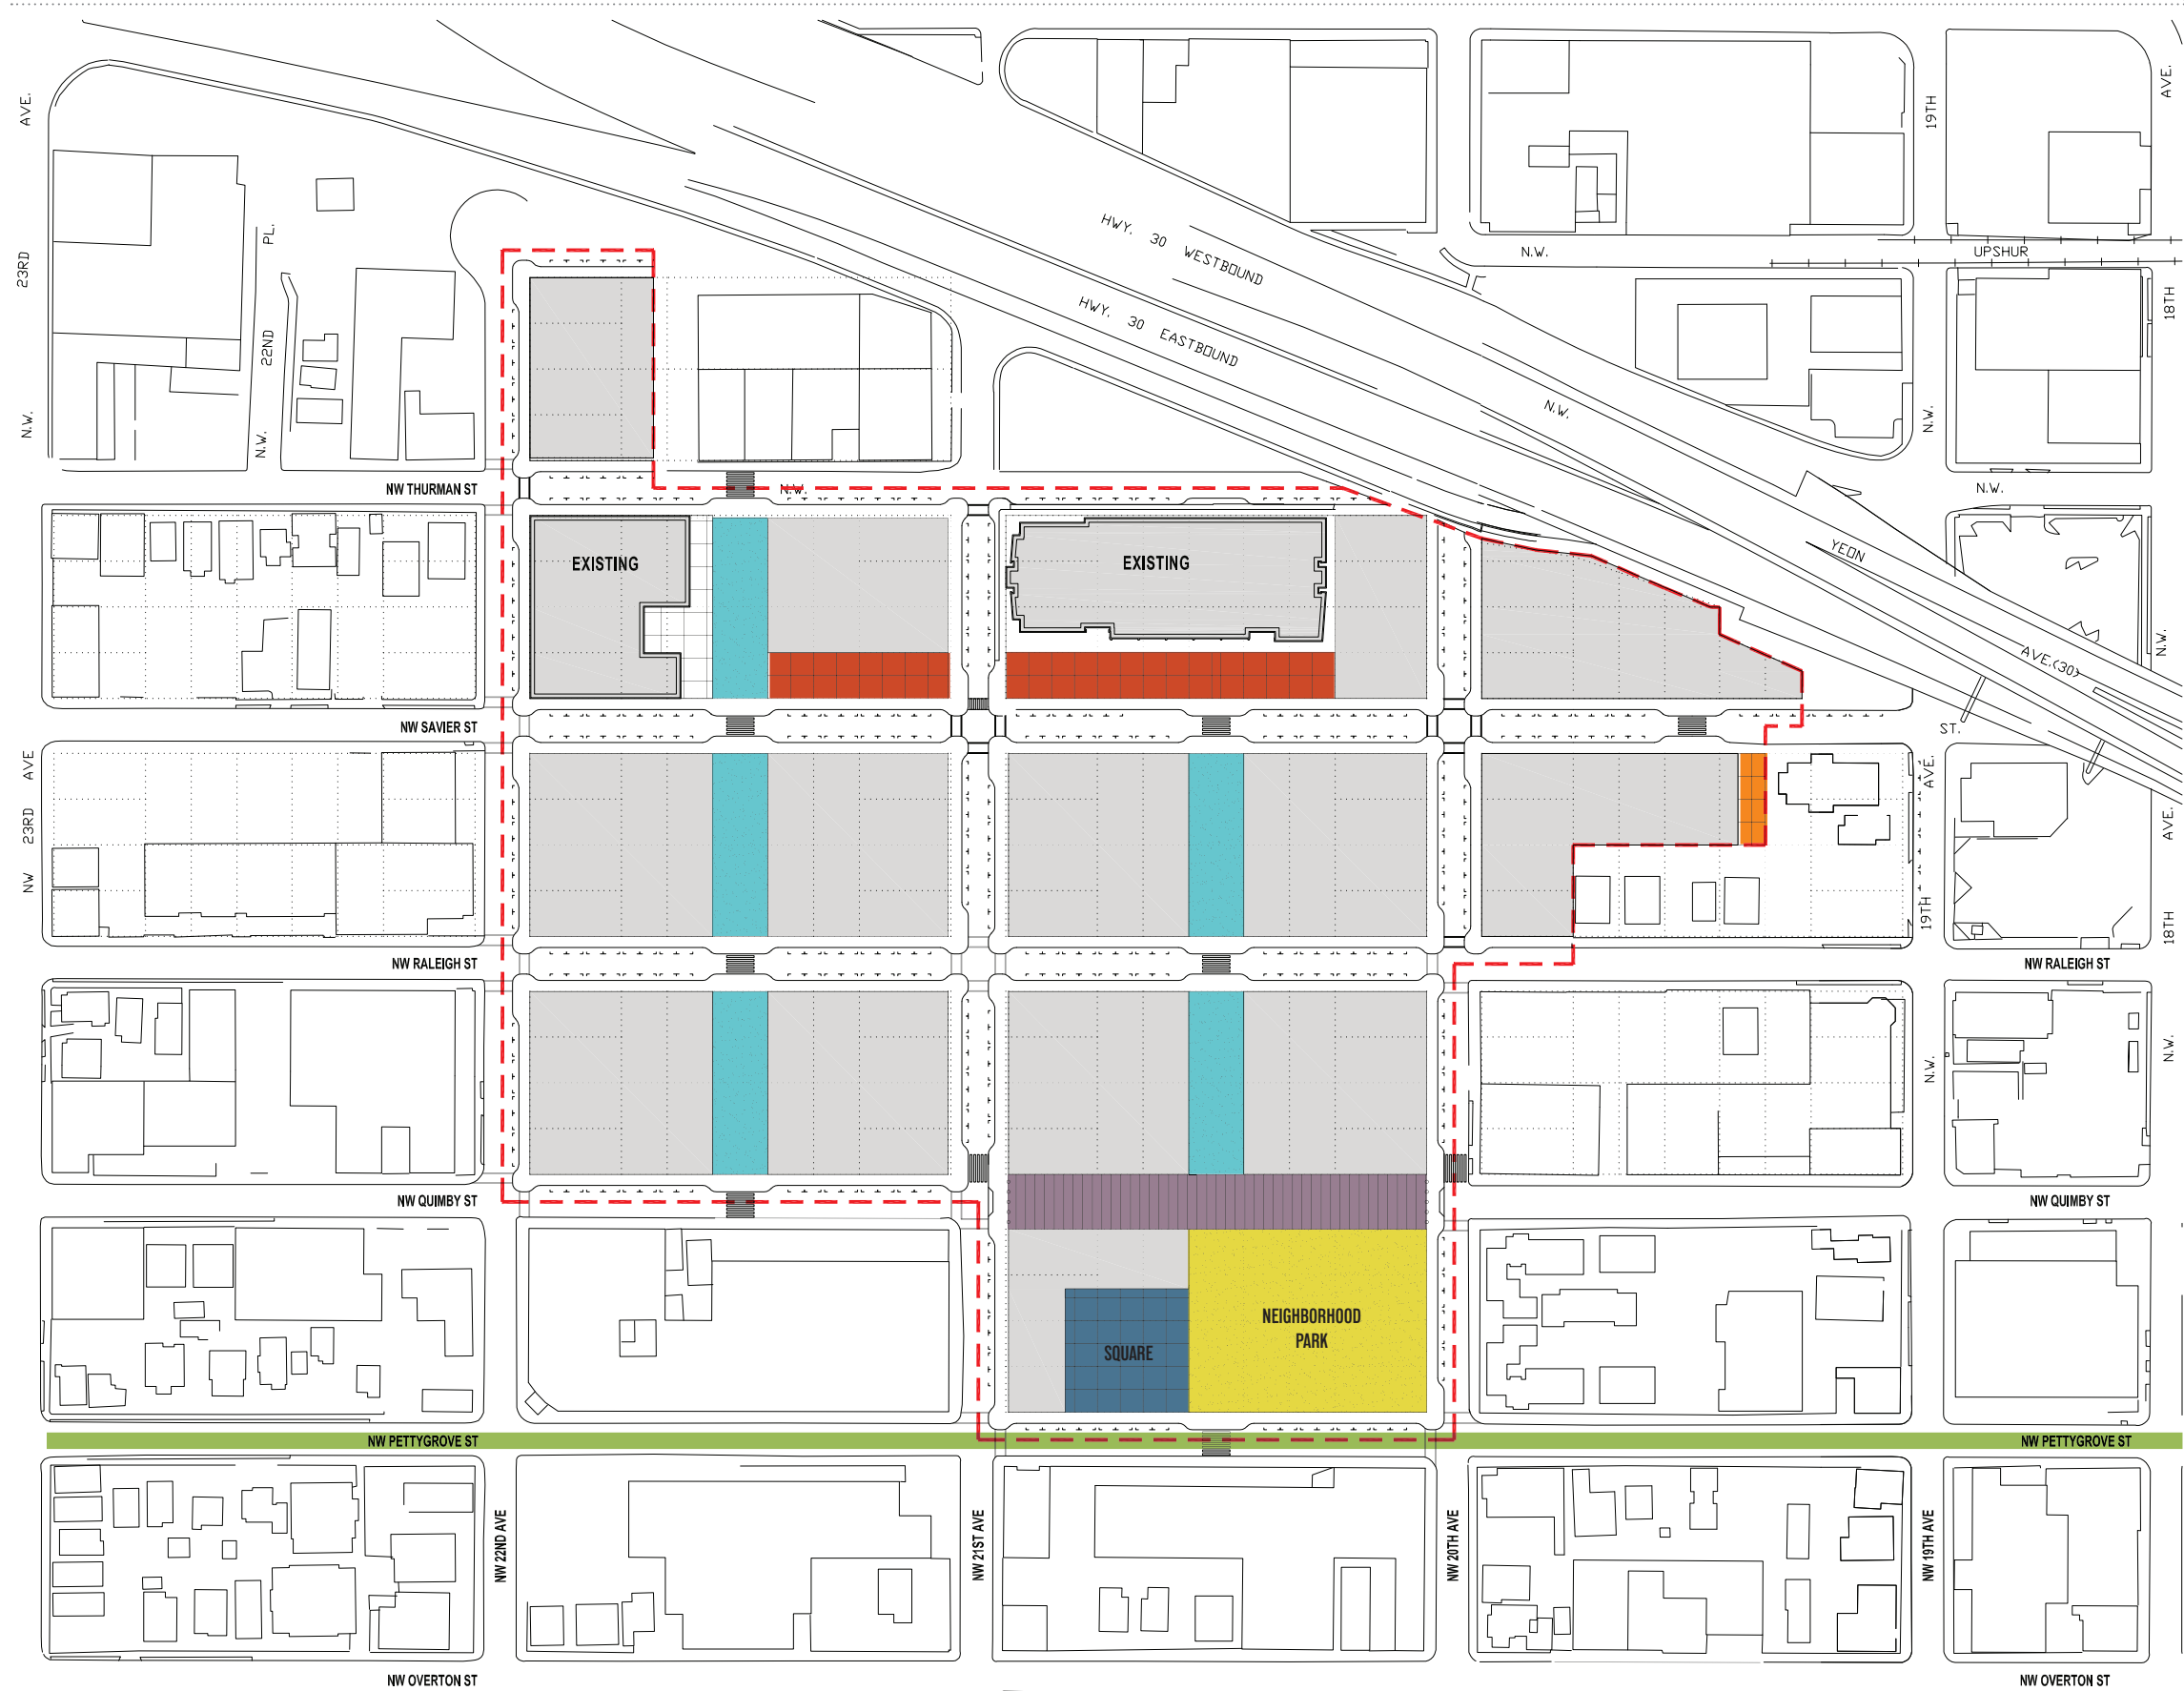 AVE.
23RD
N.W.
PL.
22ND
N.W.
19TH
AVE.
HWY. 30 WESTBOUND
HWY. 30 EASTBOUND
N.W.
UPSHUR
18TH
N.W.
N.W.
NW THURMAN ST
N.W.
N.W.
EXISTING
EXISTING
YEON
AVE.(30)
N.W.
NW SAVIER ST
ST.
AVE
23RD
NW
AVE.
19TH
AVE.
18TH
NW RALEIGH ST
NW RALEIGH ST
N.W.
N.W.
NW QUIMBY ST
NW QUIMBY ST
NEIGHBORHOOD
PARK
SQUARE
NW PETTYGROVE ST
NW PETTYGROVE ST
NW 22ND AVE
NW 21ST AVE
NW 20TH AVE
NW 19TH AVE
NW OVERTON ST
NW OVERTON ST